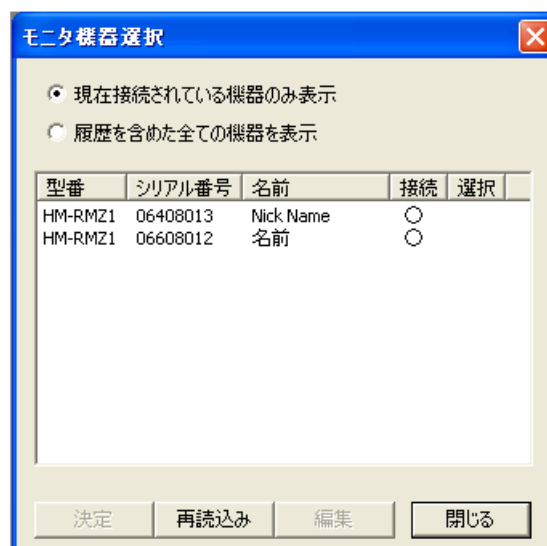 モニタ機器選択
現在接続されている機器のみ表示
履歴を含めた全ての機器を表示
型番 シリアル番号 名前 接続 選択
HM-RMZ1 06408013 Nick Name ○
HM-RMZ1 06608012 名前 ○
決定 再読込み 編集 閉じる